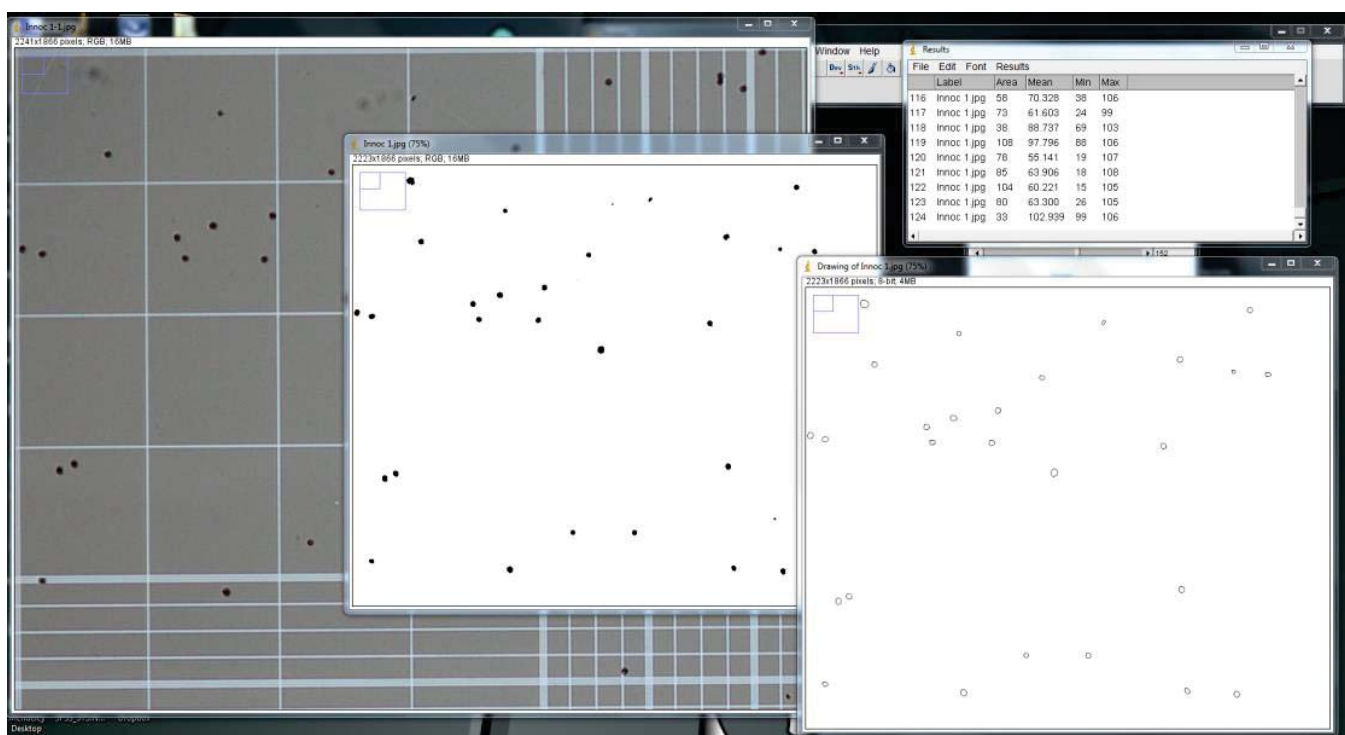 Innoc 1-1.jpg
2241x1866 pixels; RGB; 16MB
Window Help
Dev Stk
Results
File Edit Font Results
Label Area Mean Min Max
116 Innoc 1.jpg 56 70.328 38 106
117 Innoc 1.jpg 73 61.603 24 99
118 Innoc 1.jpg 38 88.737 69 103
119 Innoc 1.jpg 108 97.796 88 106
120 Innoc 1.jpg 78 55.141 19 107
121 Innoc 1.jpg 85 63.906 18 108
122 Innoc 1.jpg 104 60.221 15 105
123 Innoc 1.jpg 80 63.300 26 105
124 Innoc 1.jpg 33 102.939 99 106
152
Innoc 1.jpg (75%)
2223x1866 pixels; RGB; 16MB
Drawing of Innoc 1.jpg (75%)
2223x1866 pixels; 8-bit; 4MB
Desktop